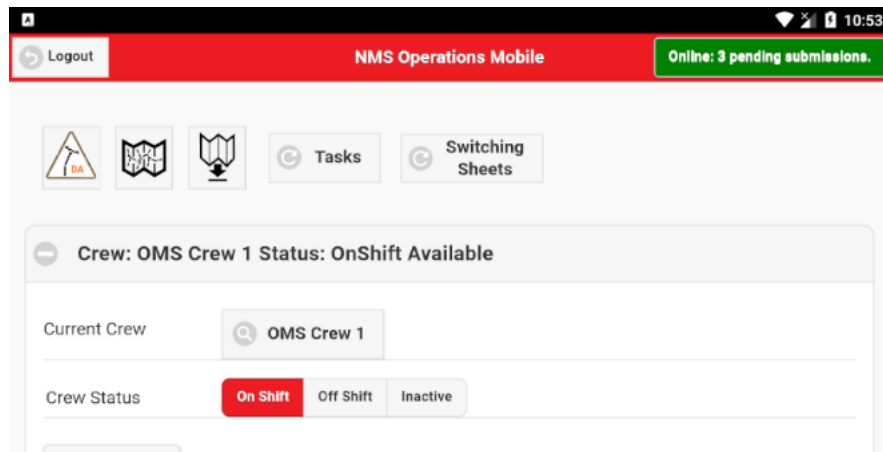 A 10:53
Logout NMS Operations Mobile Online: 3 pending submissions.
DA Tasks Switching
Sheets
Crew: OMS Crew 1 Status: OnShift Available
Current Crew OMS Crew 1
Crew Status On Shift Off Shift Inactive